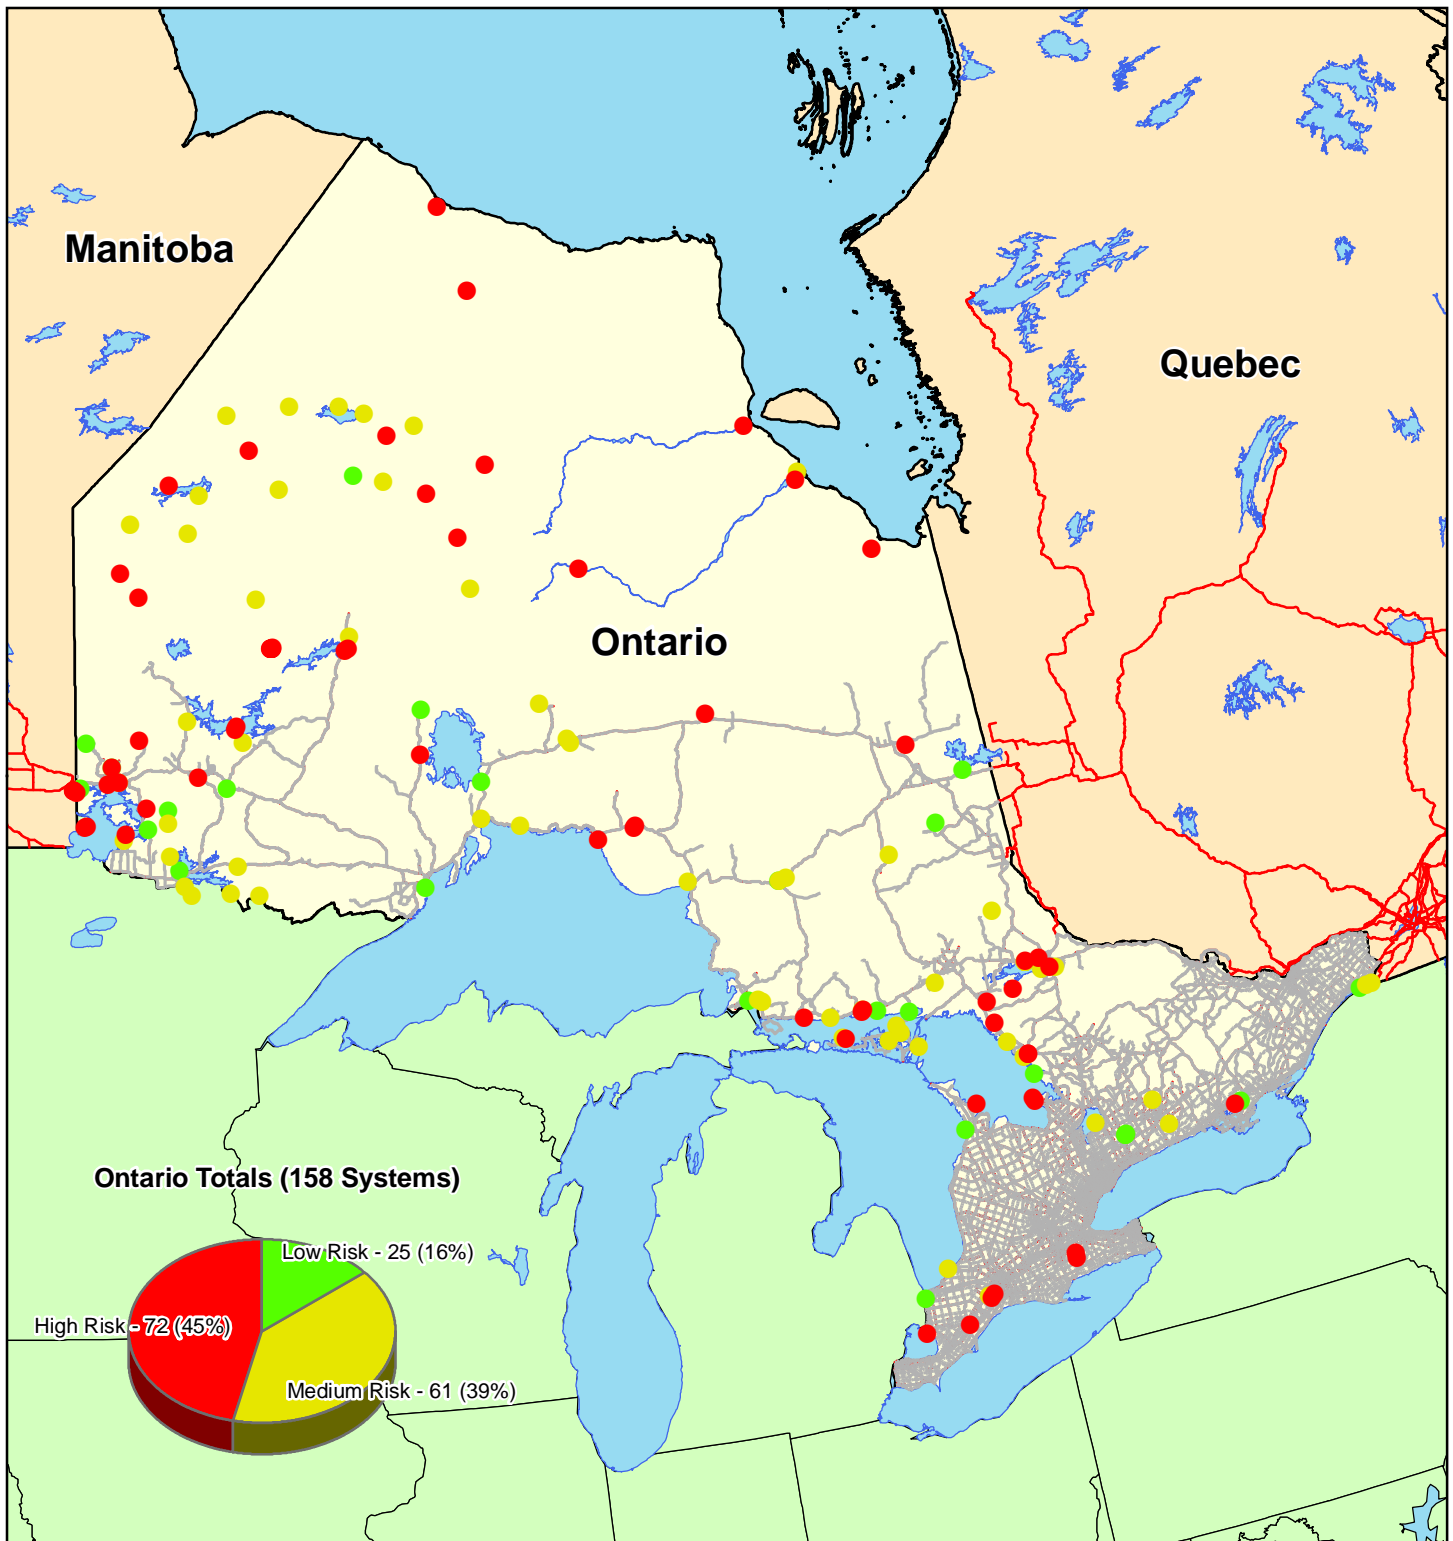 Manitoba
Quebec
Ontario
Ontario Totals (158 Systems)
Low Risk - 25 (16%)
High Risk - 72 (45%)
Medium Risk - 61 (39%)